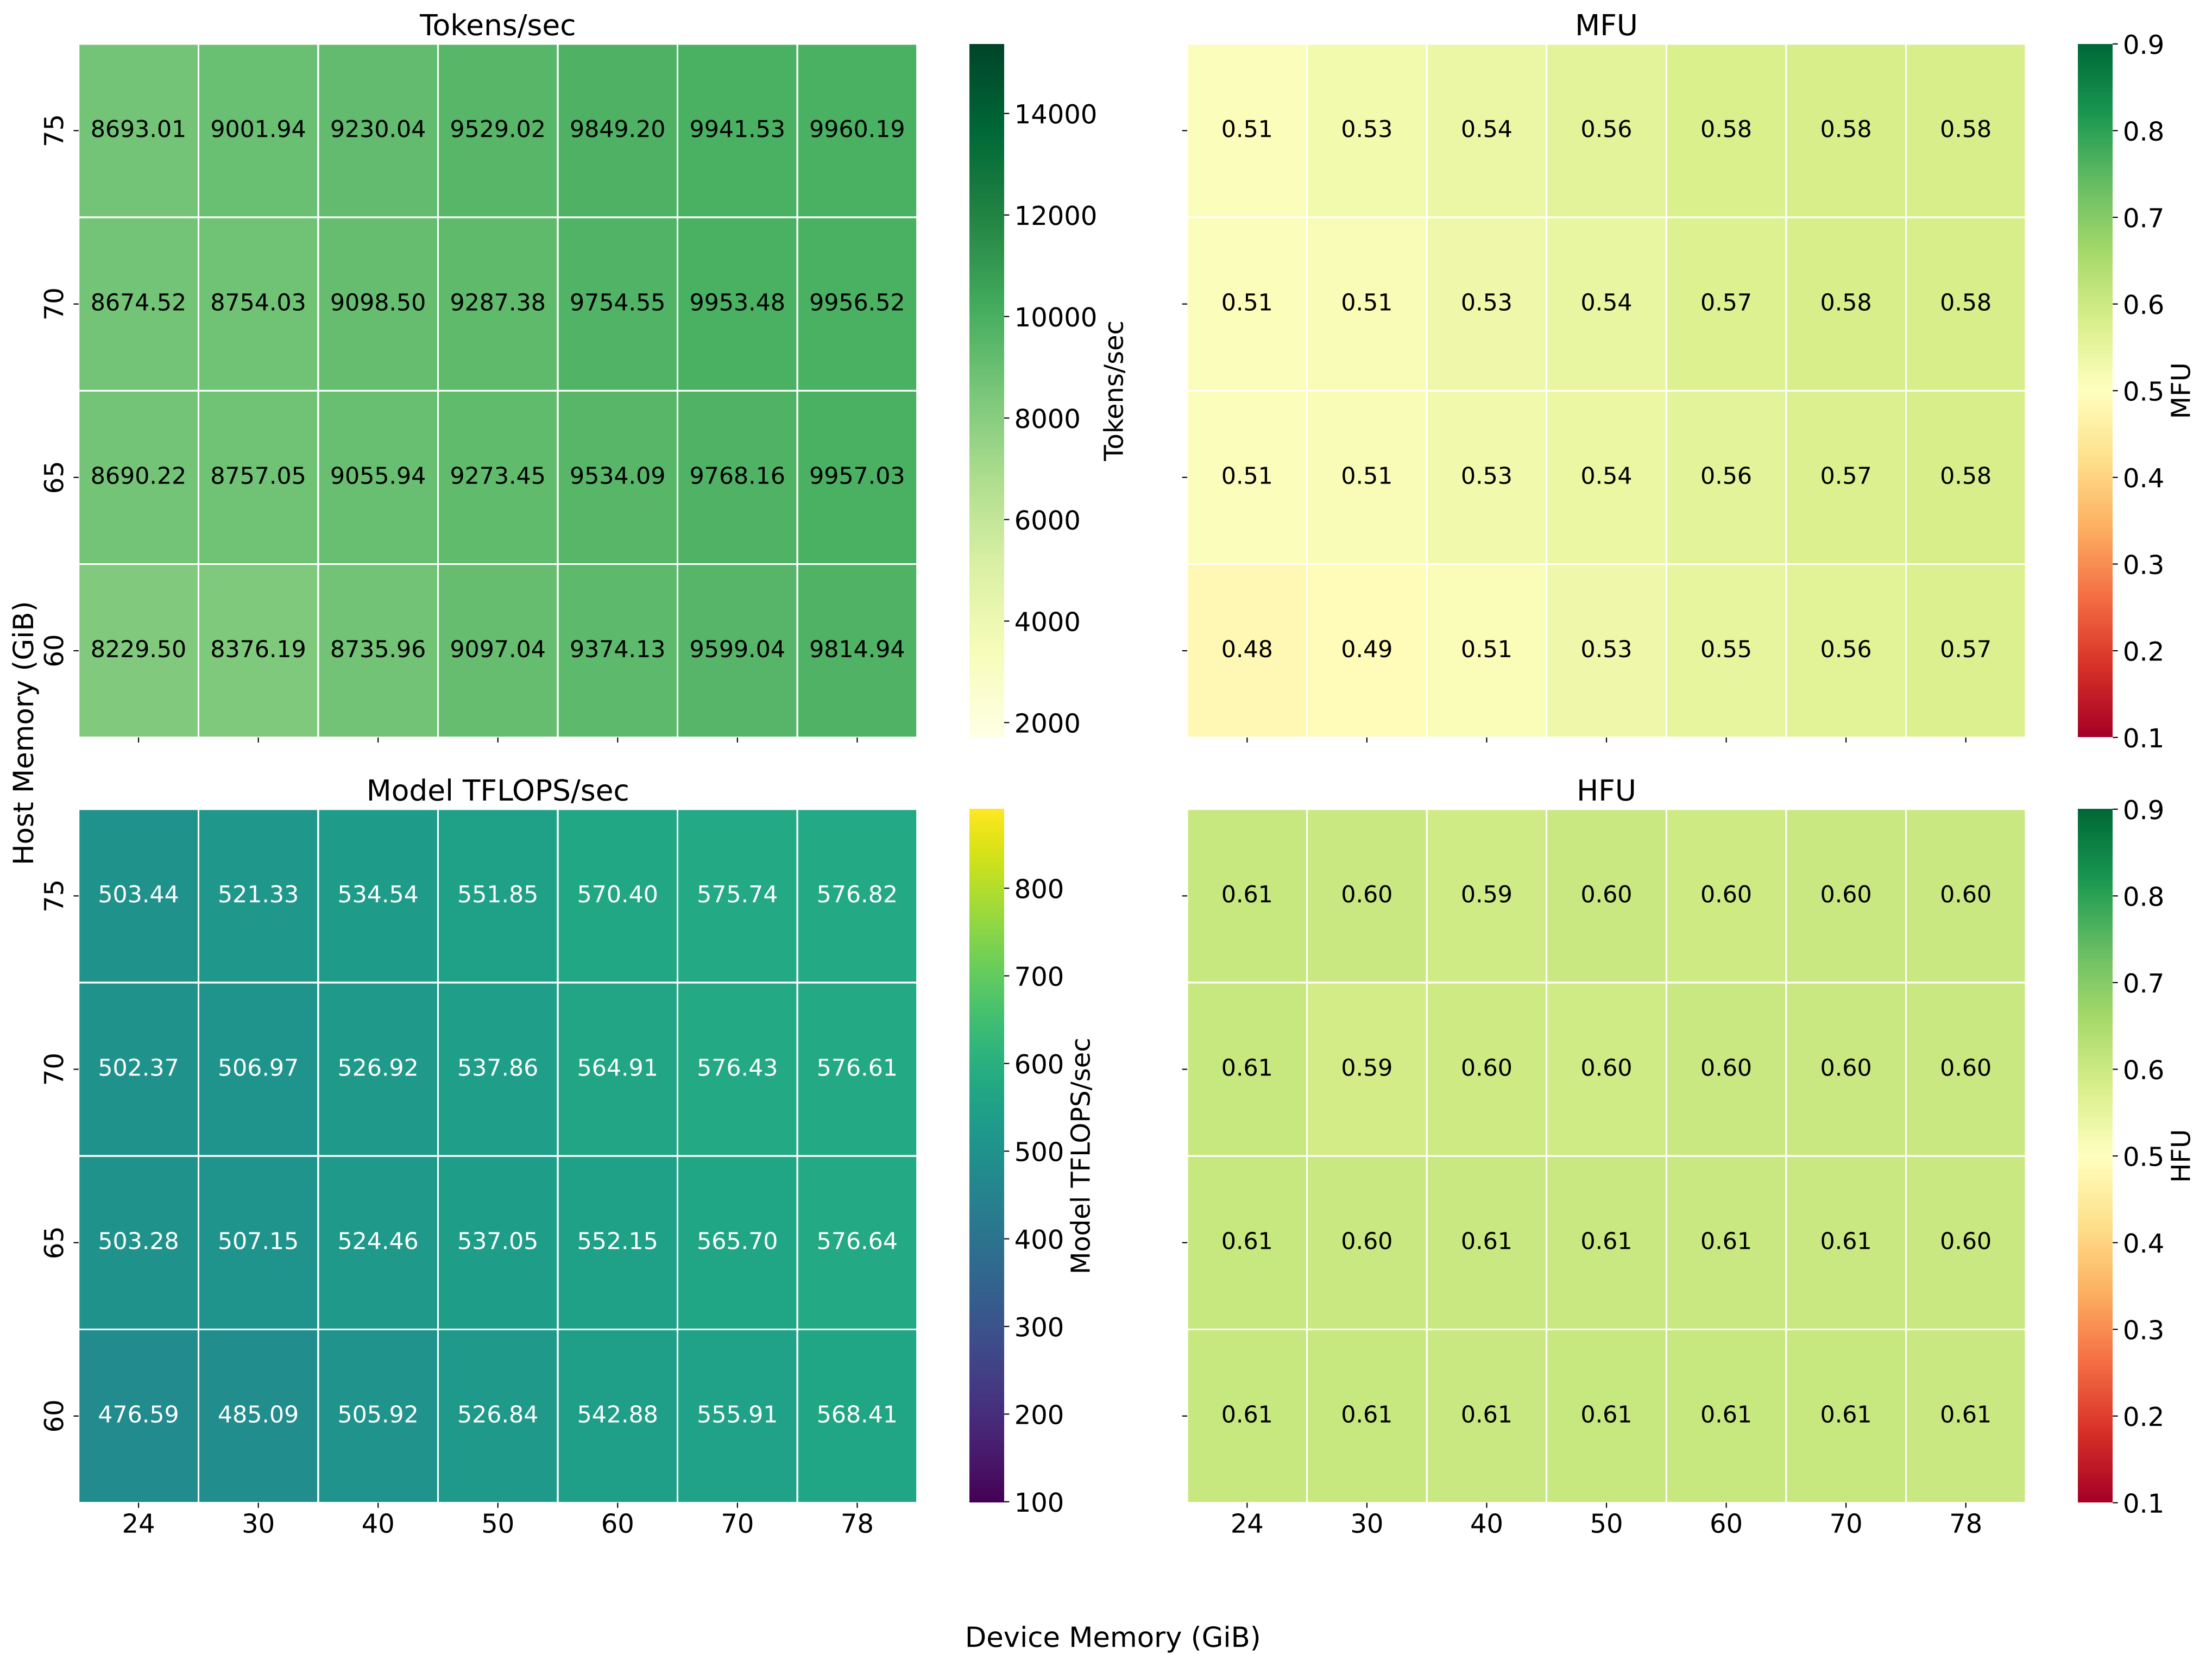 Tokens/sec
75 8693.01 9001.94 9230.04 9529.02 9849.20 9941.53 9960.19
70 8674.52 8754.03 9098.50 9287.38 9754.55 9953.48 9956.52
65 8690.22 8757.05 9055.94 9273.45 9534.09 9768.16 9957.03
60 8229.50 8376.19 8735.96 9097.04 9374.13 9599.04 9814.94
14000
12000
10000
8000
6000
4000
2000
Tokens/sec
MFU
0.51 0.53 0.54 0.56 0.58 0.58 0.58
0.51 0.51 0.53 0.54 0.57 0.58 0.58
0.51 0.51 0.53 0.54 0.56 0.57 0.58
0.48 0.49 0.51 0.53 0.55 0.56 0.57
0.9
0.8
0.7
0.6
0.5
0.4
0.3
0.2
0.1
MFU
Host Memory (GiB)
Model TFLOPS/sec
75 503.44 521.33 534.54 551.85 570.40 575.74 576.82
70 502.37 506.97 526.92 537.86 564.91 576.43 576.61
65 503.28 507.15 524.46 537.05 552.15 565.70 576.64
60 476.59 485.09 505.92 526.84 542.88 555.91 568.41
24 30 40 50 60 70 78
800
700
600
500
400
300
200
100
Model TFLOPS/sec
HFU
0.61 0.60 0.59 0.60 0.60 0.60 0.60
0.61 0.59 0.60 0.60 0.60 0.60 0.60
0.61 0.60 0.61 0.61 0.61 0.61 0.60
0.61 0.61 0.61 0.61 0.61 0.61 0.61
24 30 40 50 60 70 78
0.9
0.8
0.7
0.6
0.5
0.4
0.3
0.2
0.1
HFU
Device Memory (GiB)